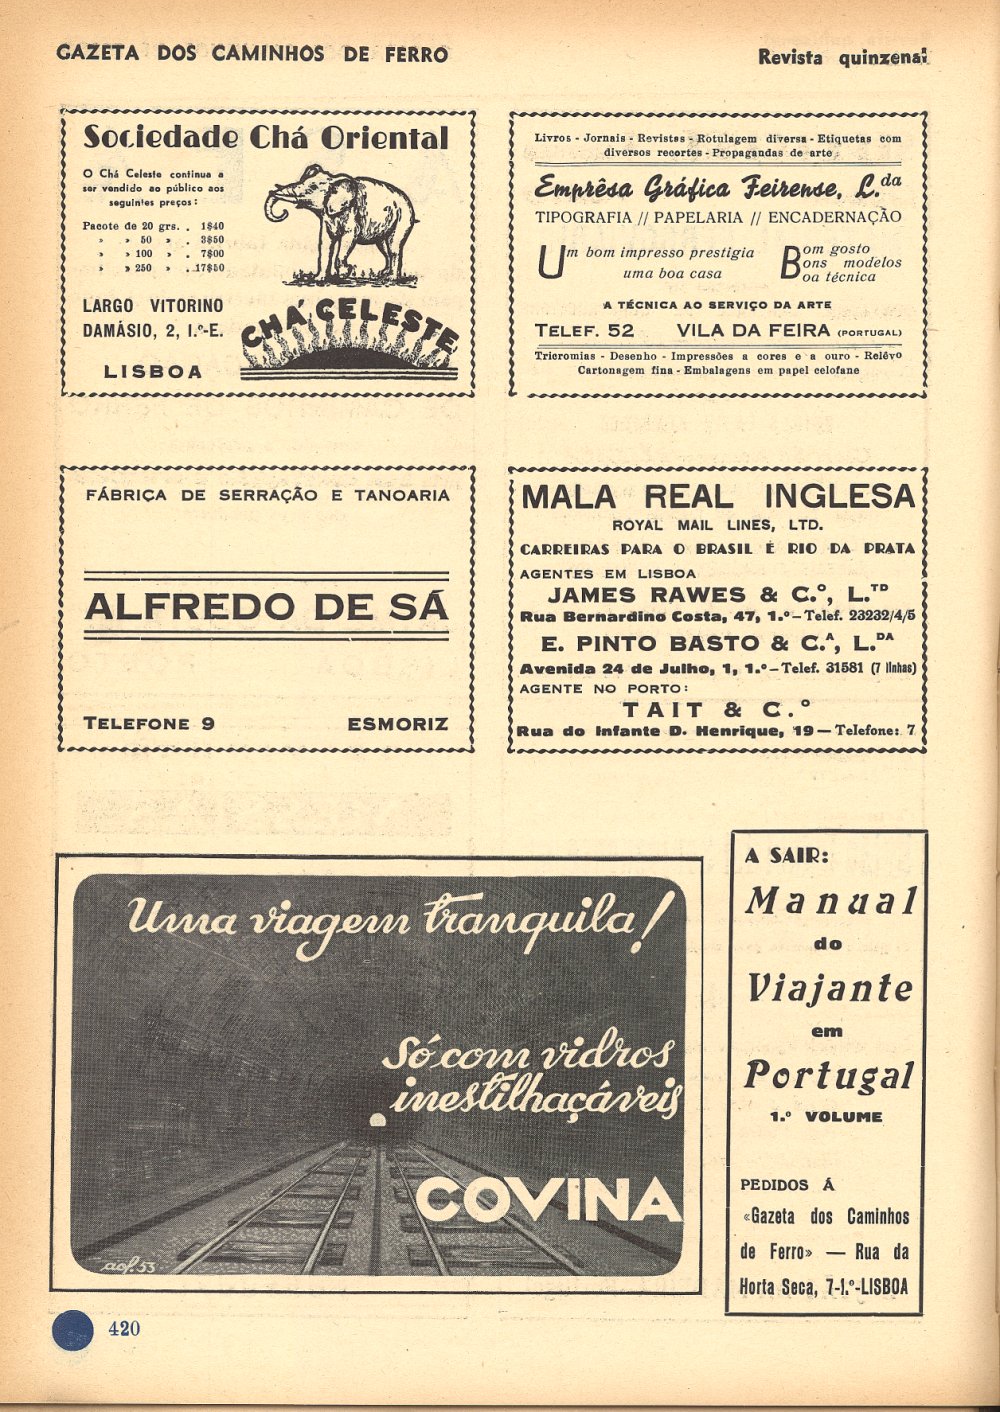 GAZETA DOS CAMINHOS DE FERRO
Revista quinzenal
Sociedade Chá Oriental
O Chá Celeste continua a
ser vendido ao público aos
seguintes preços:
Pacote de 20 grs. . 1$40
» » 50 » . 3$50
» » 100 » . 7$00
» » 250 » . 17$50
LARGO VITORINO
DAMÁSIO, 2, 1.º-E.
LISBOA
CHÁ CELESTE
Livros - Jornais - Revistas - Rotulagem diversa - Etiquetas com
diversos recortes - Propagandas de arte
Emprêsa Gráfica Feirense, L.da
TIPOGRAFIA // PAPELARIA // ENCADERNAÇÃO
Um bom impresso prestigia
uma boa casa
Bom gosto
Bons modelos
Boa técnica
A TÉCNICA AO SERVIÇO DA ARTE
TELEF. 52 VILA DA FEIRA (PORTUGAL)
Tricromias - Desenho - Impressões a cores e a ouro - Relêvo
Cartonagem fina - Embalagens em papel celofane
FÁBRIÇA DE SERRAÇÃO E TANOARIA
ALFREDO DE SÁ
TELEFONE 9 ESMORIZ
MALA REAL INGLESA
ROYAL MAIL LINES, LTD.
CARREIRAS PARA O BRASIL É RIO DA PRATA
AGENTES EM LISBOA
JAMES RAWES & C.º, L.TD
Rua Bernardino Costa, 47, 1.º – Telef. 23232/4/5
E. PINTO BASTO & C.A, L.DA
Avenida 24 de Julho, 1, 1.º – Telef. 31581 (7 linhas)
AGENTE NO PORTO:
TAIT & C.º
Rua do Infante D. Henrique, 19 — Telefone: 7
Uma viagem tranquila!
Só com vidros
inestilhaçáveis
COVINA
aof. 53
A SAIR:
Manual
do
Viajante
em
Portugal
1.º VOLUME
PEDIDOS Á
«Gazeta dos Caminhos
de Ferro» — Rua da
Horta Seca, 7-1.º-LISBOA
420